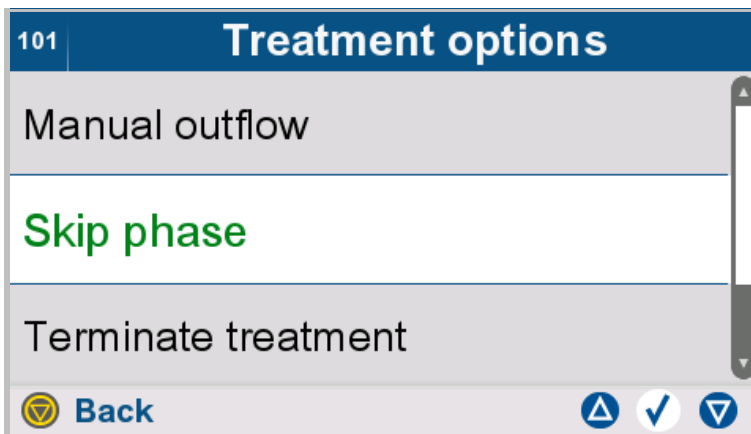 101
Treatment options
Manual outflow
Skip phase
Terminate treatment
Back